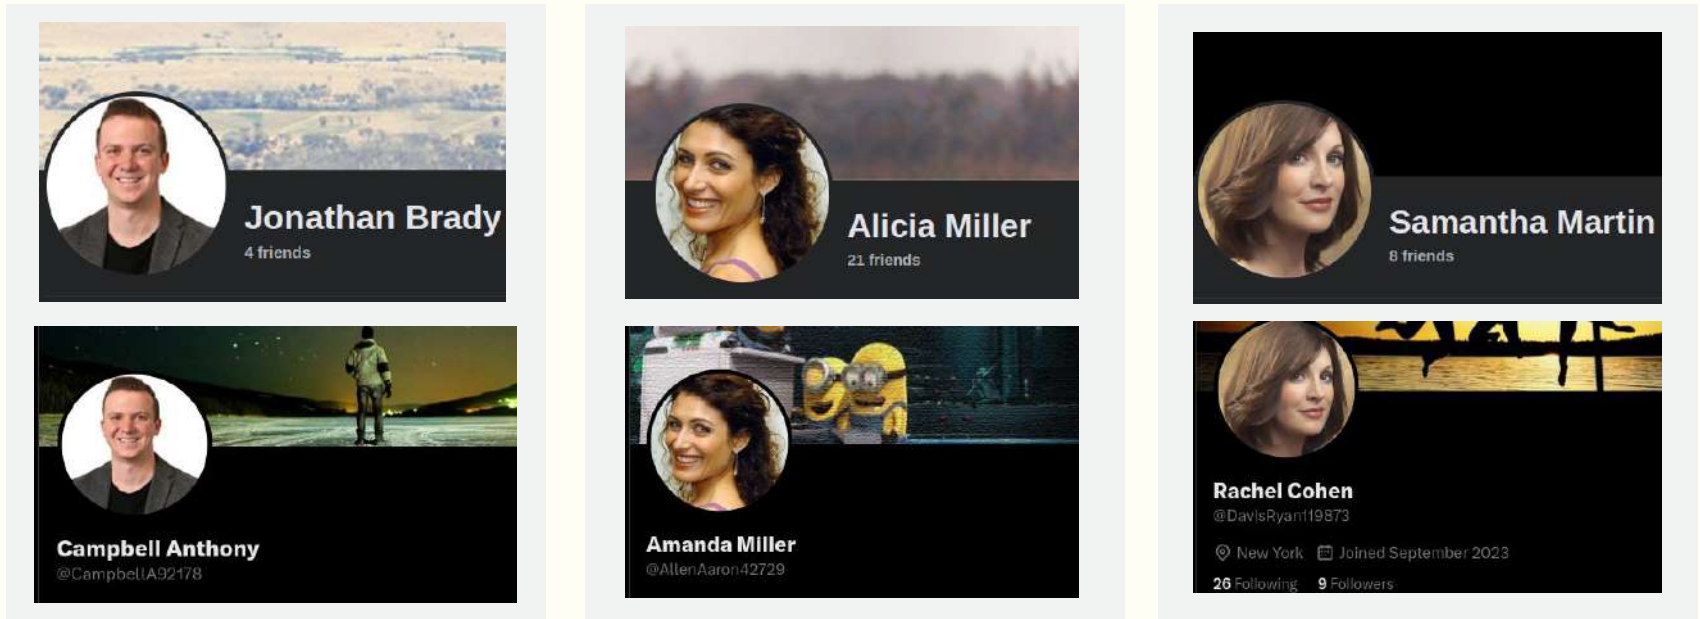 Jonathan Brady
4 friends
Campbell Anthony
@CampbellA92178
Alicia Miller
21 friends
Amanda Miller
@AllenAaron42729
Samantha Martin
8 friends
Rachel Cohen
@DavisRyan119873
New York Joined September 2023
26 Following 9 Followers